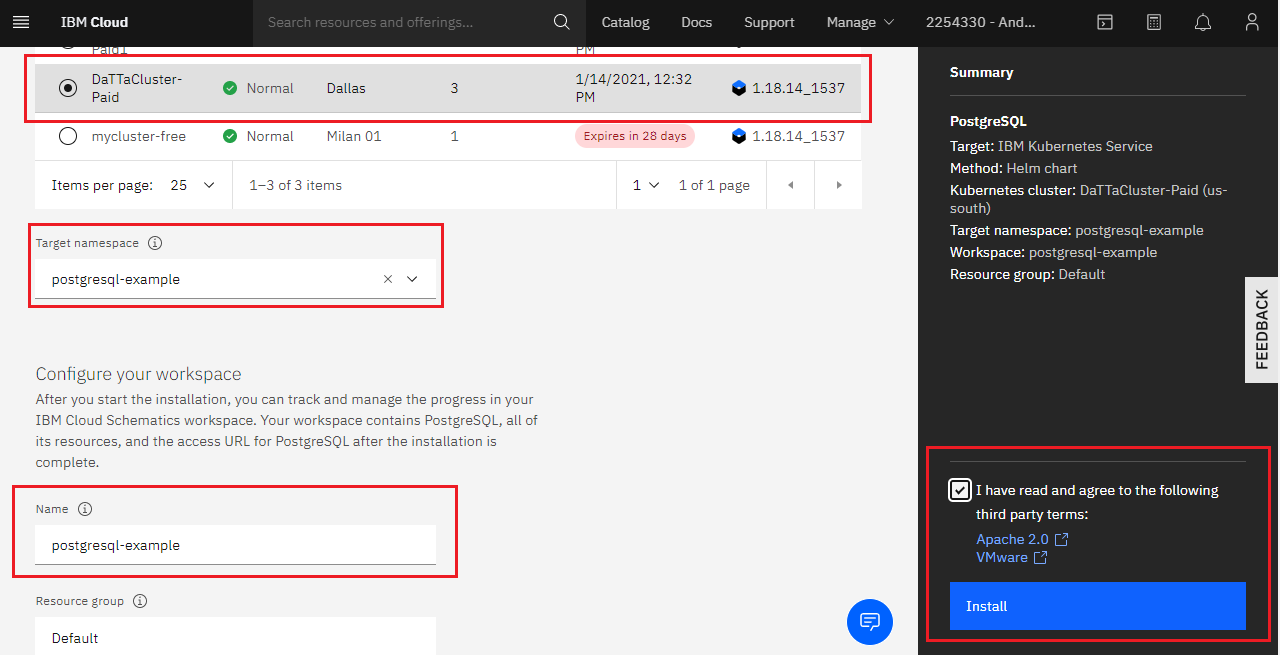 IBM Cloud
Search resources and offerings...
Catalog
Docs
Support
Manage
2254330 - And...
Paid1
PM
DaTTaCluster-
Paid
Normal
Dallas
3
1/14/2021, 12:32
PM
1.18.14_1537
mycluster-free
Normal
Milan 01
1
Expires in 28 days
1.18.14_1537
Items per page:
25
1–3 of 3 items
1
1 of 1 page
Target namespace
postgresql-example
Configure your workspace
After you start the installation, you can track and manage the progress in your
IBM Cloud Schematics workspace. Your workspace contains PostgreSQL, all of
its resources, and the access URL for PostgreSQL after the installation is
complete.
Name
postgresql-example
Resource group
Default
Summary
PostgreSQL
Target: IBM Kubernetes Service
Method: Helm chart
Kubernetes cluster: DaTTaCluster-Paid (us-
south)
Target namespace: postgresql-example
Workspace: postgresql-example
Resource group: Default
FEEDBACK
I have read and agree to the following
third party terms:
Apache 2.0
VMware
Install